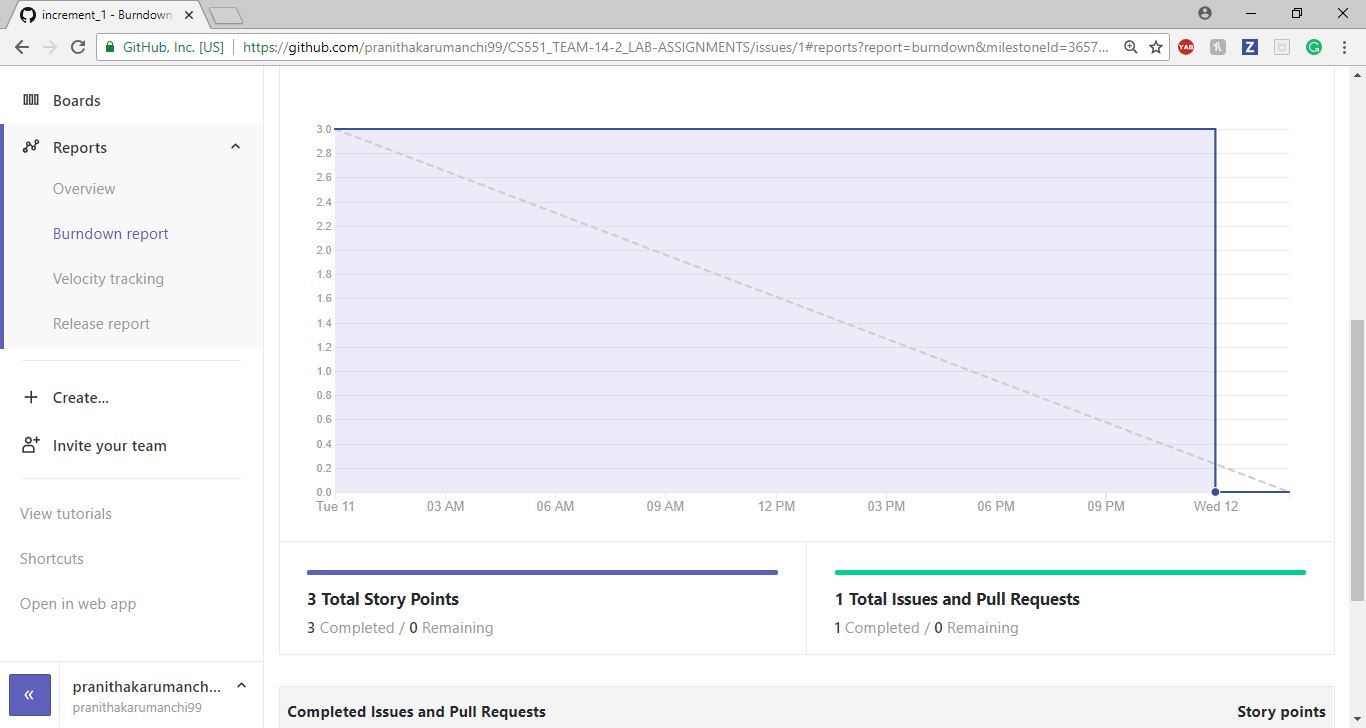 increment_1 - Burndown
GitHub, Inc. [US]
https://github.com/pranithakarumanchi99/CS551_TEAM-14-2_LAB-ASSIGNMENTS/issues/1#reports?report=burndown&milestoneId=3657...
YAB
Z
G
Boards
Reports
Overview
Burndown report
Velocity tracking
Release report
Create...
Invite your team
View tutorials
Shortcuts
Open in web app
«
pranithakarumanch...
pranithakarumanchi99
3.0
2.8
2.6
2.4
2.2
2.0
1.8
1.6
1.4
1.2
1.0
0.8
0.6
0.4
0.2
0.0
Tue 11 03 AM 06 AM 09 AM 12 PM 03 PM 06 PM 09 PM Wed 12
3 Total Story Points
3 Completed / 0 Remaining
1 Total Issues and Pull Requests
1 Completed / 0 Remaining
Completed Issues and Pull Requests Story points